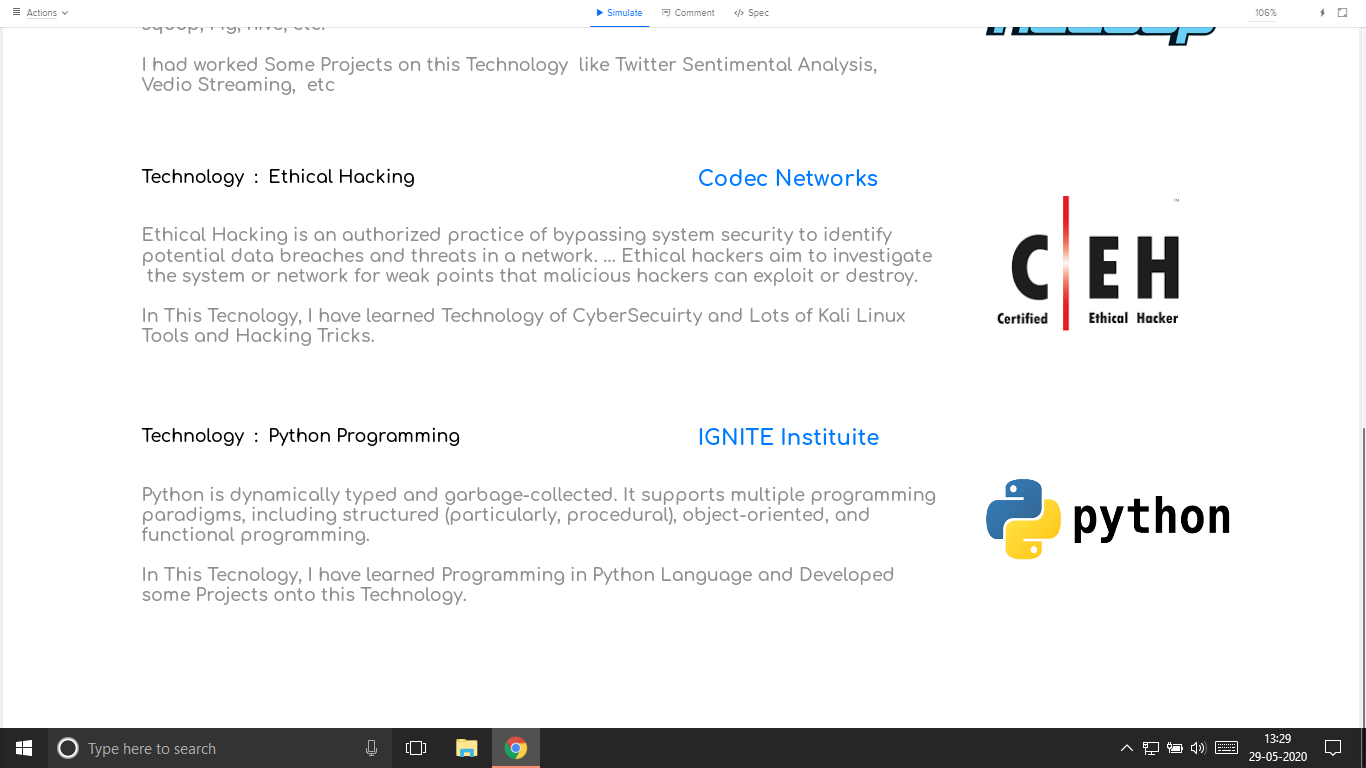 Actions
Simulate
Comment
Spec
106%
sqoop, Pig, hive, etc.
hadoop
I had worked Some Projects on this Technology  like Twitter Sentimental Analysis,
Vedio Streaming,  etc
Technology  :  Ethical Hacking
Codec Networks
Ethical Hacking is an authorized practice of bypassing system security to identify
potential data breaches and threats in a network. ... Ethical hackers aim to investigate
the system or network for weak points that malicious hackers can exploit or destroy.
In This Tecnology, I have learned Technology of CyberSecuirty and Lots of Kali Linux
Tools and Hacking Tricks.
C EH
™
Certified Ethical Hacker
Technology  :  Python Programming
IGNITE Instituite
Python is dynamically typed and garbage-collected. It supports multiple programming
paradigms, including structured (particularly, procedural), object-oriented, and
functional programming.
In This Tecnology, I have learned Programming in Python Language and Developed
some Projects onto this Technology.
python
Type here to search
13:29
29-05-2020